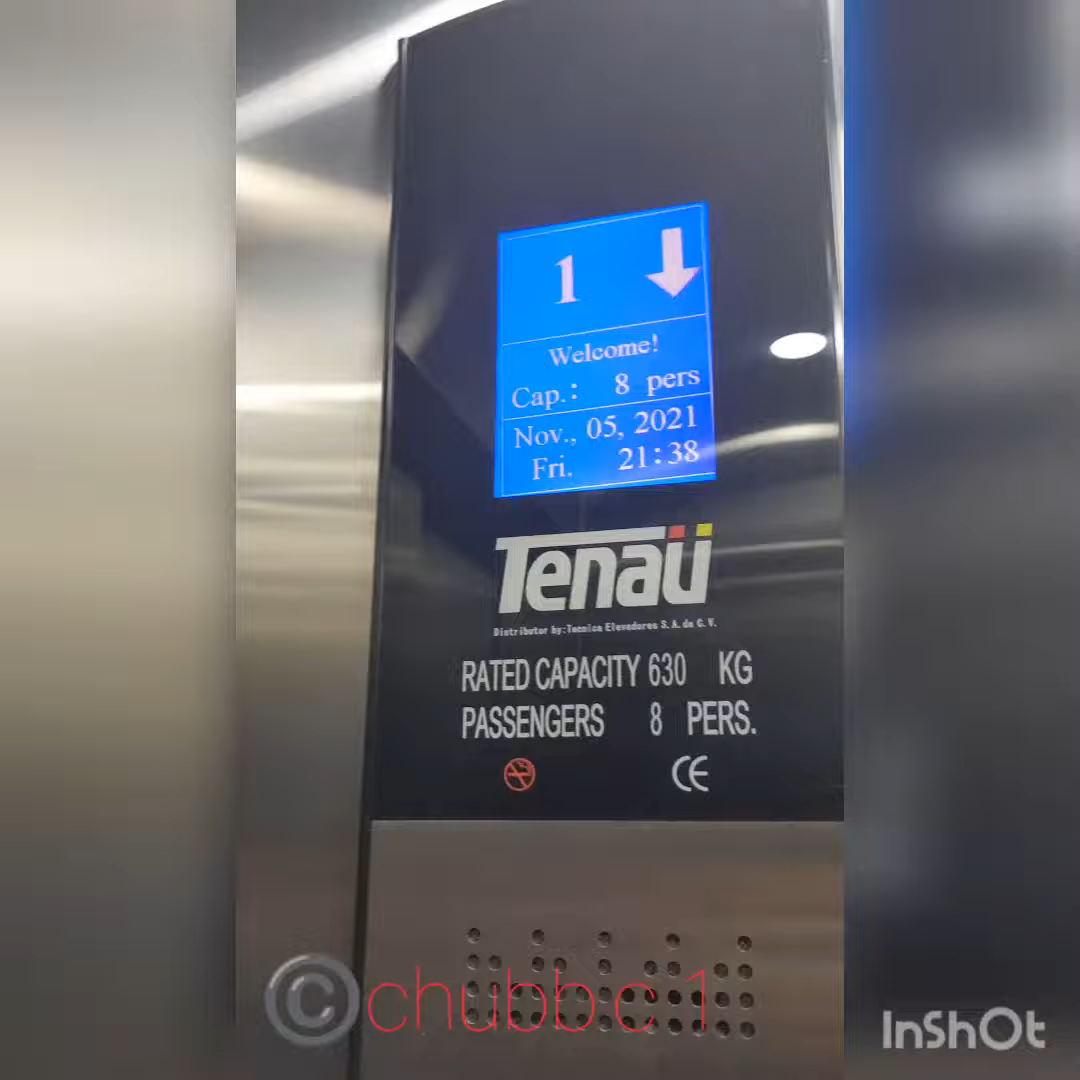 1
Welcome!
Cap.: 8 pers
Nov., 05, 2021
Fri. 21:38
Tenaü
Distributor by:Tecnica Elevadores S.A. de C.V.
RATED CAPACITY 630 KG
PASSENGERS 8 PERS.
CE
©chubbc1
InShOt